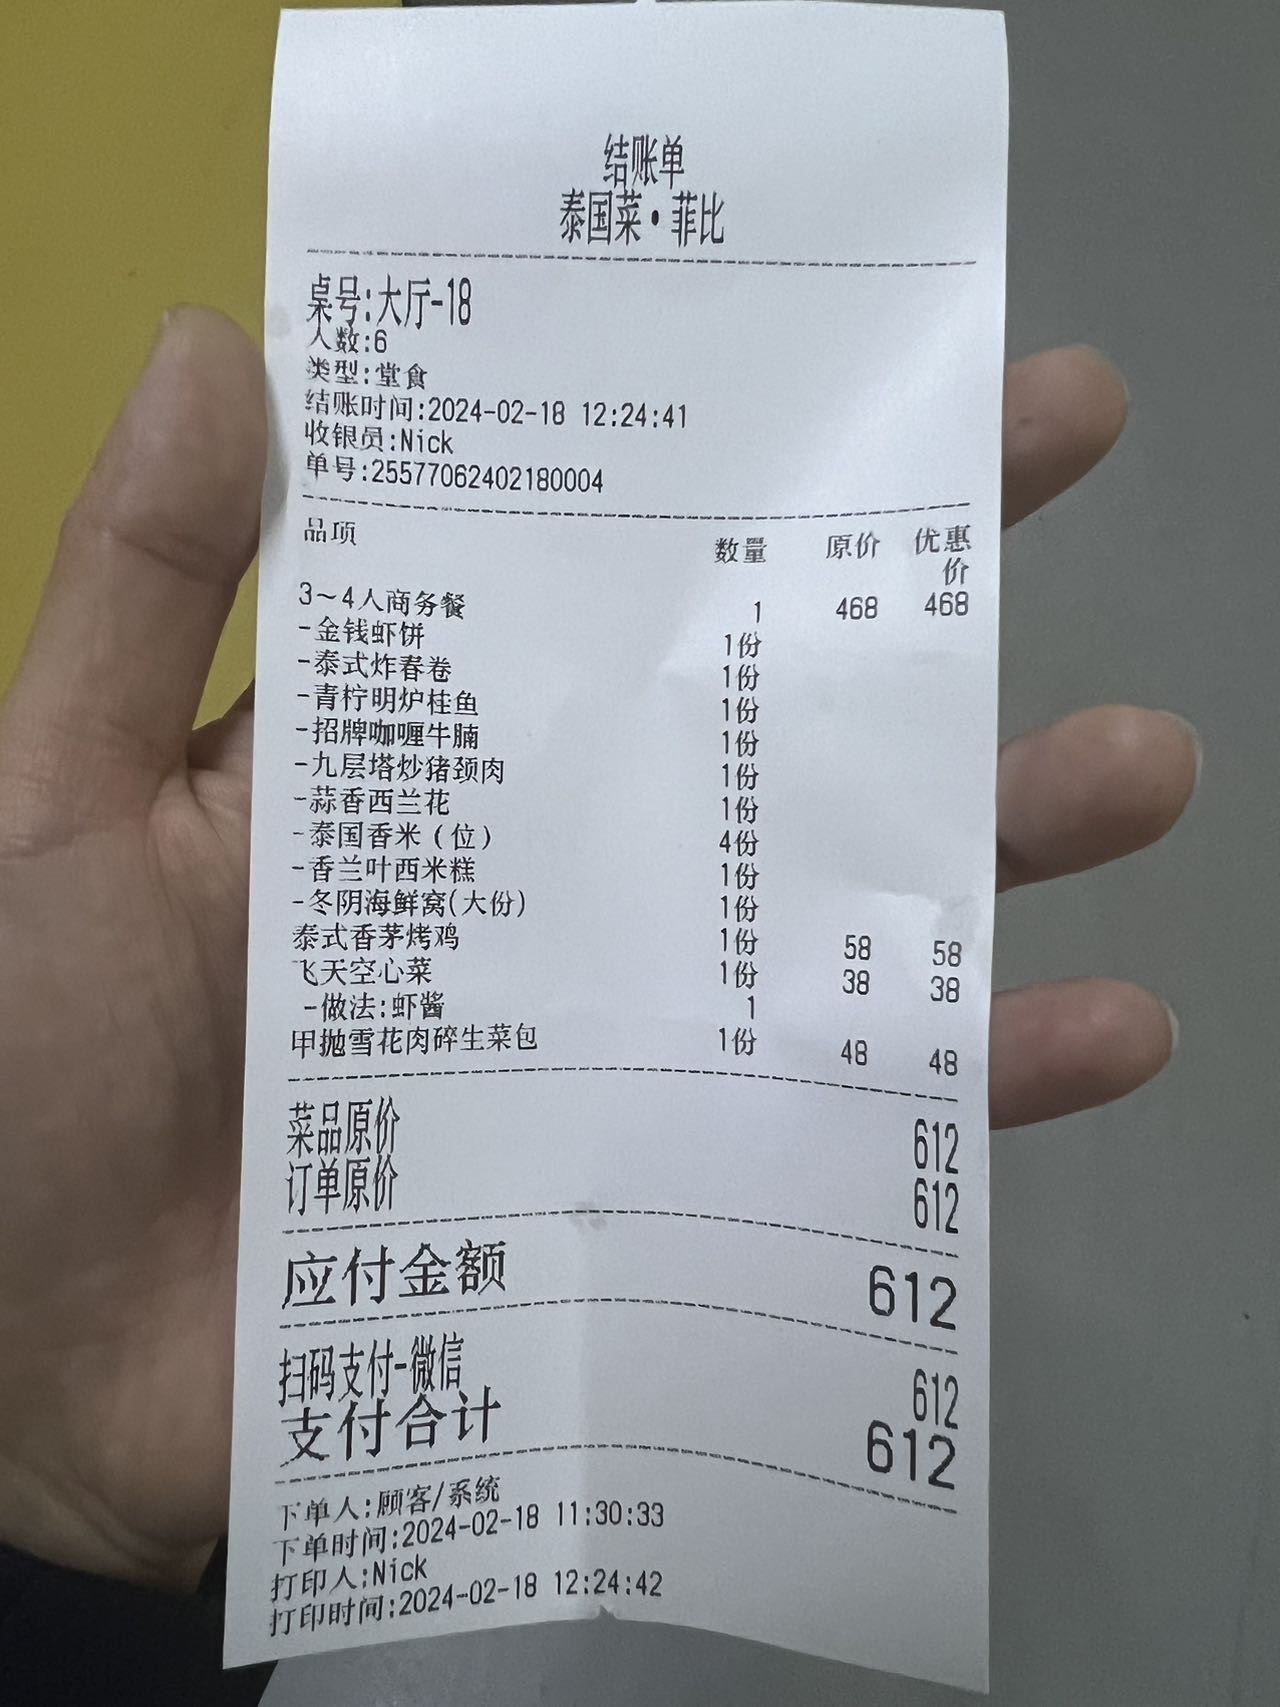 结账单
泰国菜•菲比
桌号:大厅-18
人数:6
类型:堂食
结账时间:2024-02-18 12:24:41
收银员:Nick
单号:25577062402180004
品项 数量 原价 优惠价
3~4人商务餐 1 468 468
-金钱虾饼 1份
-泰式炸春卷 1份
-青柠明炉桂鱼 1份
-招牌咖喱牛腩 1份
-九层塔炒猪颈肉 1份
-蒜香西兰花 1份
-泰国香米(位) 4份
-香兰叶西米糕 1份
-冬阴海鲜窝(大份) 1份
泰式香茅烤鸡 1份 58 58
飞天空心菜 1份 38 38
-做法:虾酱 1
甲抛雪花肉碎生菜包 1份 48 48
菜品原价 612
订单原价 612
应付金额 612
扫码支付-微信 612
支付合计 612
下单人:顾客/系统
下单时间:2024-02-18 11:30:33
打印人:Nick
打印时间:2024-02-18 12:24:42